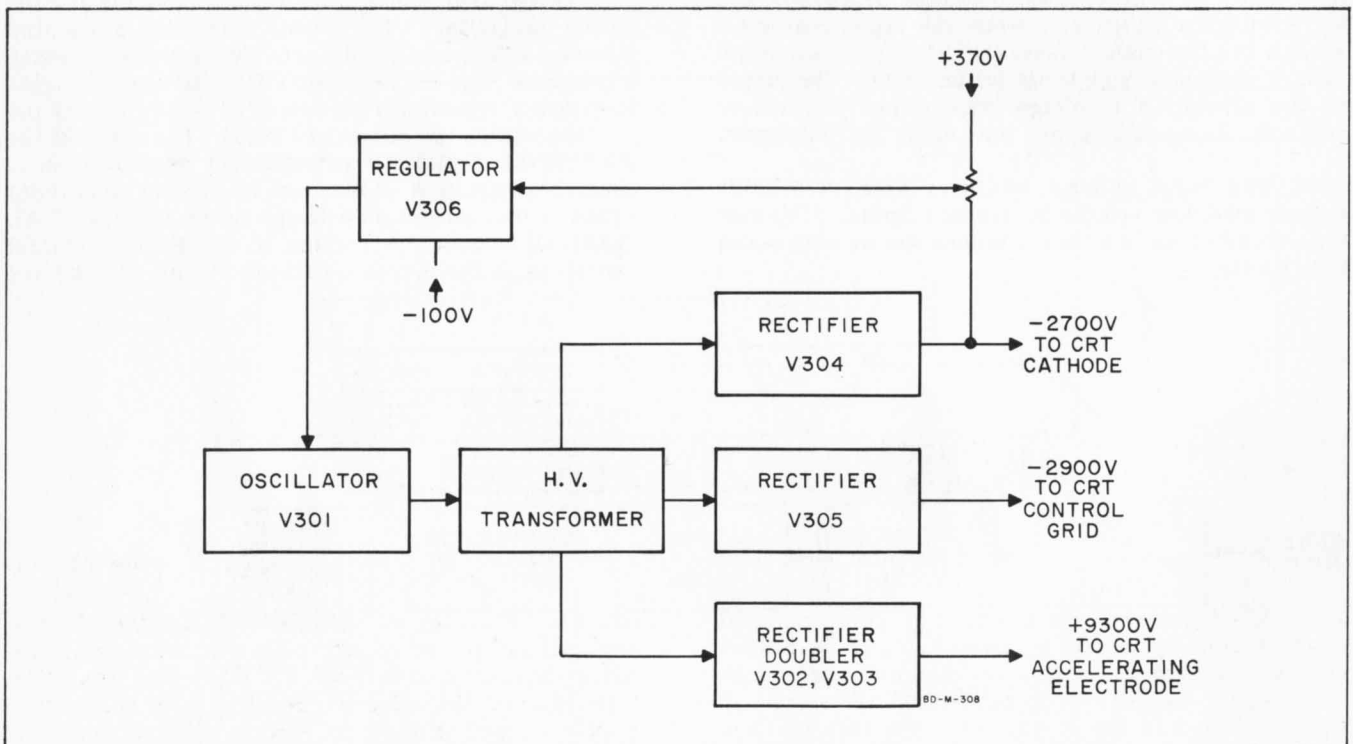 +370V
REGULATOR
V306
-100V
RECTIFIER
V304
-2700V
TO CRT
CATHODE
OSCILLATOR
V301
H. V.
TRANSFORMER
RECTIFIER
V305
-2900V
TO CRT
CONTROL
GRID
RECTIFIER
DOUBLER
V302, V303
+9300V
TO CRT
ACCELERATING
ELECTRODE
BD-M-308